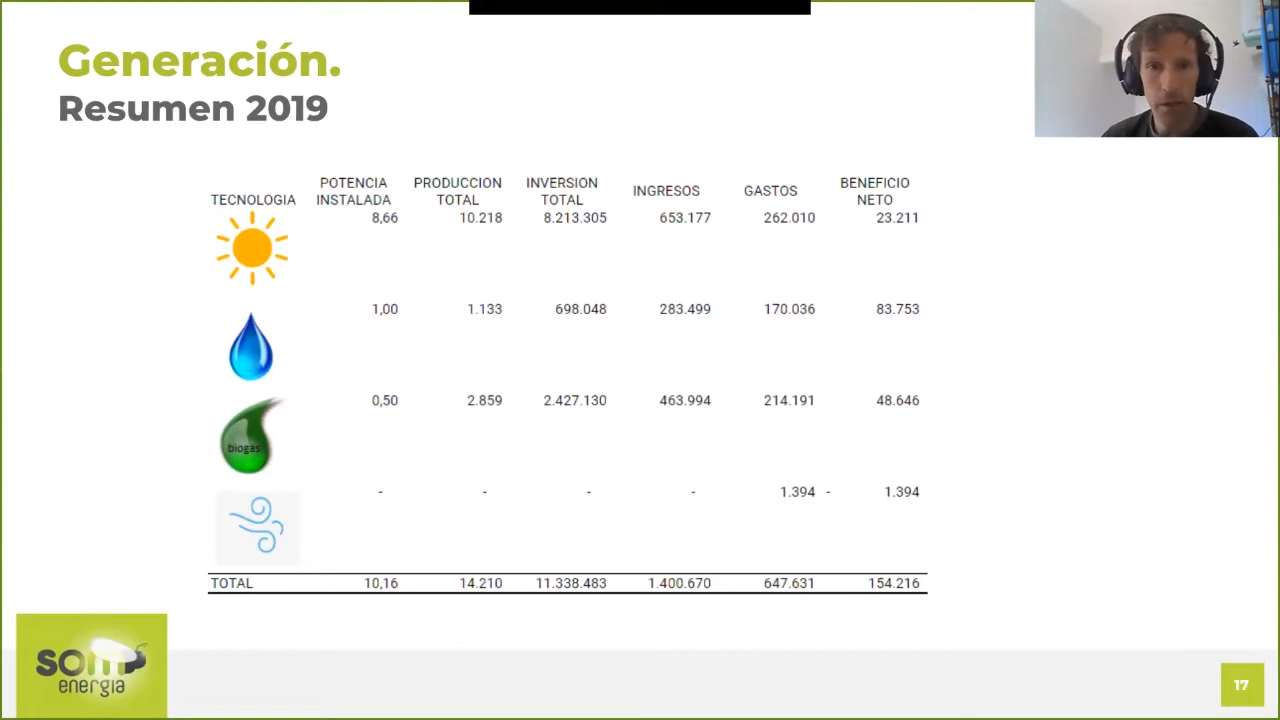 Generación.
Resumen 2019
TECNOLOGIA POTENCIA INSTALADA PRODUCCION TOTAL INVERSION TOTAL INGRESOS GASTOS BENEFICIO NETO
8,66 10.218 8.213.305 653.177 262.010 23.211
1,00 1.133 698.048 283.499 170.036 83.753
biogas
0,50 2.859 2.427.130 463.994 214.191 48.646
- - - - 1.394 - 1.394
TOTAL 10,16 14.210 11.338.483 1.400.670 647.631 154.216
som
energia
17